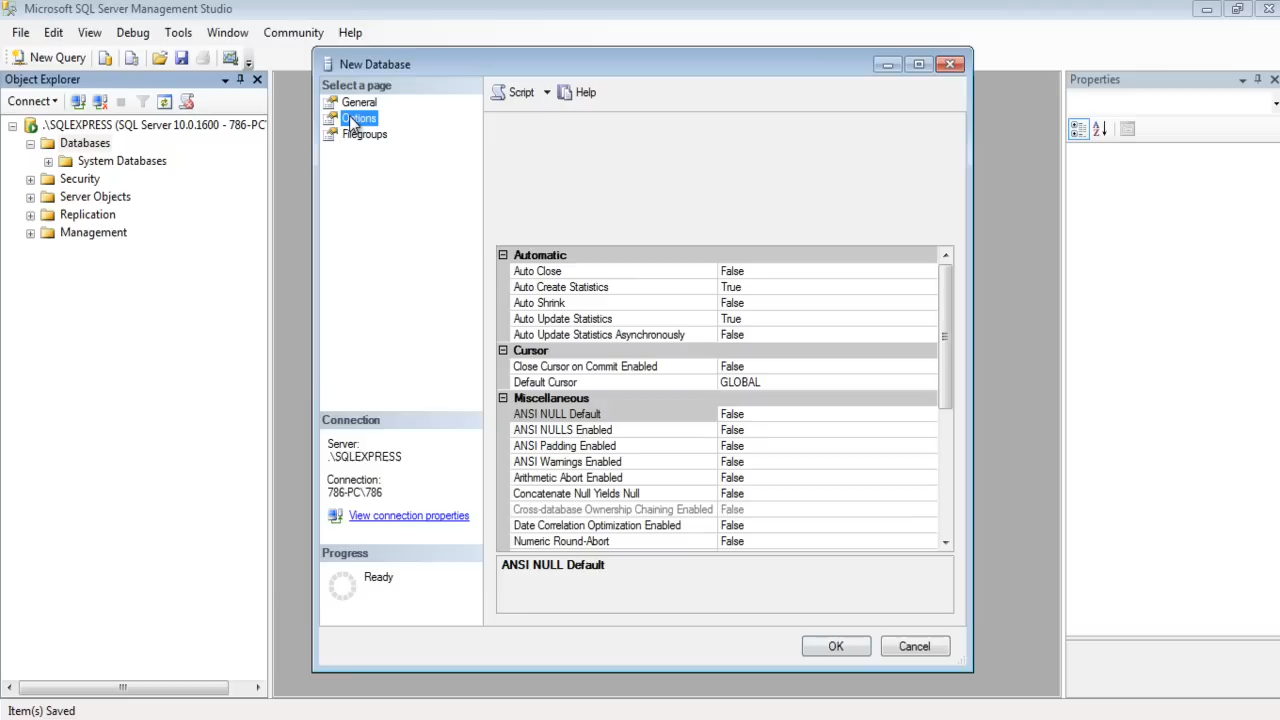 Microsoft SQL Server Management Studio
File Edit View Debug Tools Window Community Help
New Query
Object Explorer
Connect
.\SQLEXPRESS (SQL Server 10.0.1600 - 786-PC
Databases
System Databases
Security
Server Objects
Replication
Management
New Database
Select a page
General
Options
Filegroups
Script Help
Automatic
Auto Close False
Auto Create Statistics True
Auto Shrink False
Auto Update Statistics True
Auto Update Statistics Asynchronously False
Cursor
Close Cursor on Commit Enabled False
Default Cursor GLOBAL
Miscellaneous
ANSI NULL Default False
ANSI NULLS Enabled False
ANSI Padding Enabled False
ANSI Warnings Enabled False
Arithmetic Abort Enabled False
Concatenate Null Yields Null False
Cross-database Ownership Chaining Enabled False
Date Correlation Optimization Enabled False
Numeric Round-Abort False
ANSI NULL Default
Connection
Server:
.\SQLEXPRESS
Connection:
786-PC\786
View connection properties
Progress
Ready
OK Cancel
Properties
Item(s) Saved